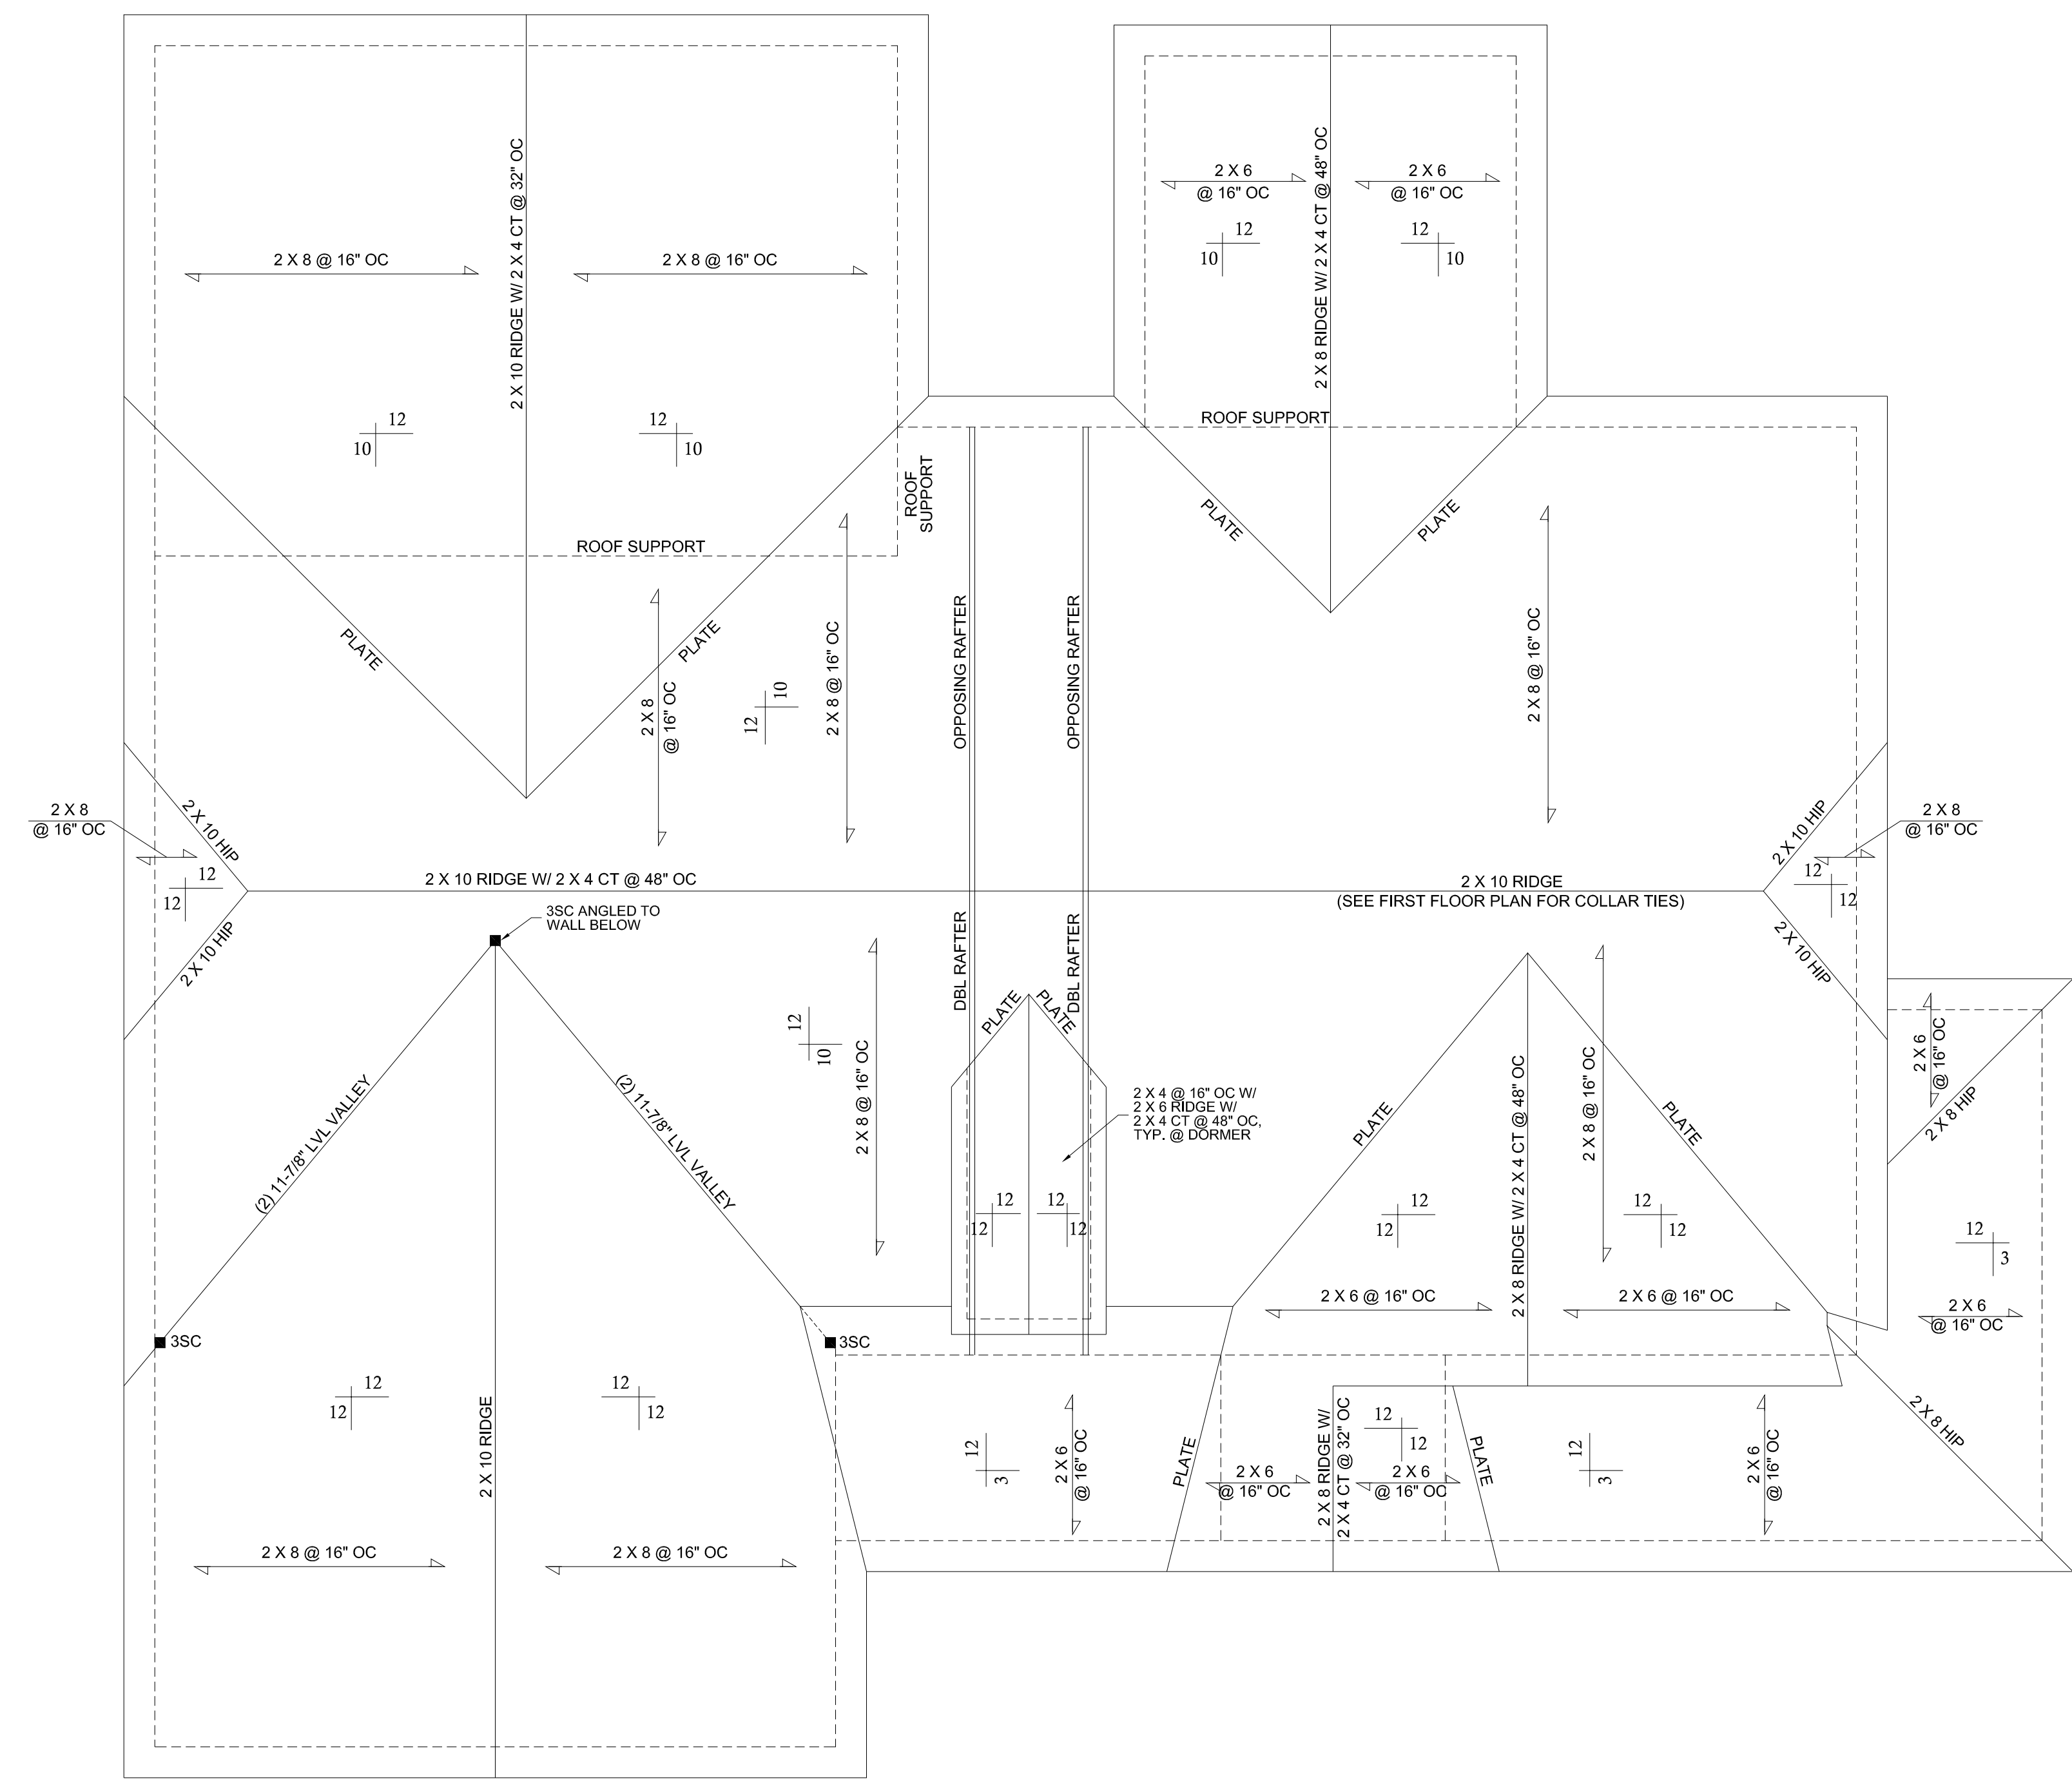 2 X 10 RIDGE W/ 2 X 4 CT @ 32" OC
2 X 8 @ 16" OC
2 X 8 @ 16" OC
12
10
12
10
2 X 8 RIDGE W/ 2 X 4 CT @ 48" OC
2 X 6
@ 16" OC
2 X 6
@ 16" OC
12
10
12
10
ROOF SUPPORT
ROOF
SUPPORT
ROOF SUPPORT
PLATE
PLATE
PLATE
PLATE
2 X 8
@ 16" OC
12
10
2 X 8 @ 16" OC
OPPOSING RAFTER
OPPOSING RAFTER
2 X 8 @ 16" OC
2 X 8
@ 16" OC
2 X 10 HIP
12
12
2 X 10 HIP
2 X 10 RIDGE W/ 2 X 4 CT @ 48" OC
2 X 10 RIDGE
(SEE FIRST FLOOR PLAN FOR COLLAR TIES)
2 X 10 HIP
12
12
2 X 10 HIP
2 X 8
@ 16" OC
3SC ANGLED TO
WALL BELOW
DBL RAFTER
DBL RAFTER
PLATE
PLATE
12
10
2 X 8 @ 16" OC
(2) 11-7/8" LVL VALLEY
(2) 11-7/8" LVL VALLEY
2 X 4 @ 16" OC W/
2 X 6 RIDGE W/
2 X 4 CT @ 48" OC,
TYP. @ DORMER
12
12
12
12
PLATE
PLATE
2 X 8 RIDGE W/ 2 X 4 CT @ 48" OC
2 X 8 @ 16" OC
12
12
12
12
2 X 6 @ 16" OC
2 X 6 @ 16" OC
2 X 6
@ 16" OC
2 X 8 HIP
12
3
2 X 6
@ 16" OC
3SC
3SC
12
12
12
12
2 X 10 RIDGE
2 X 8 @ 16" OC
2 X 8 @ 16" OC
12
3
2 X 6
@ 16" OC
PLATE
2 X 6
@ 16" OC
2 X 8 RIDGE W/
2 X 4 CT @ 32" OC
12
12
2 X 6
@ 16" OC
PLATE
12
3
2 X 6
@ 16" OC
2 X 8 HIP